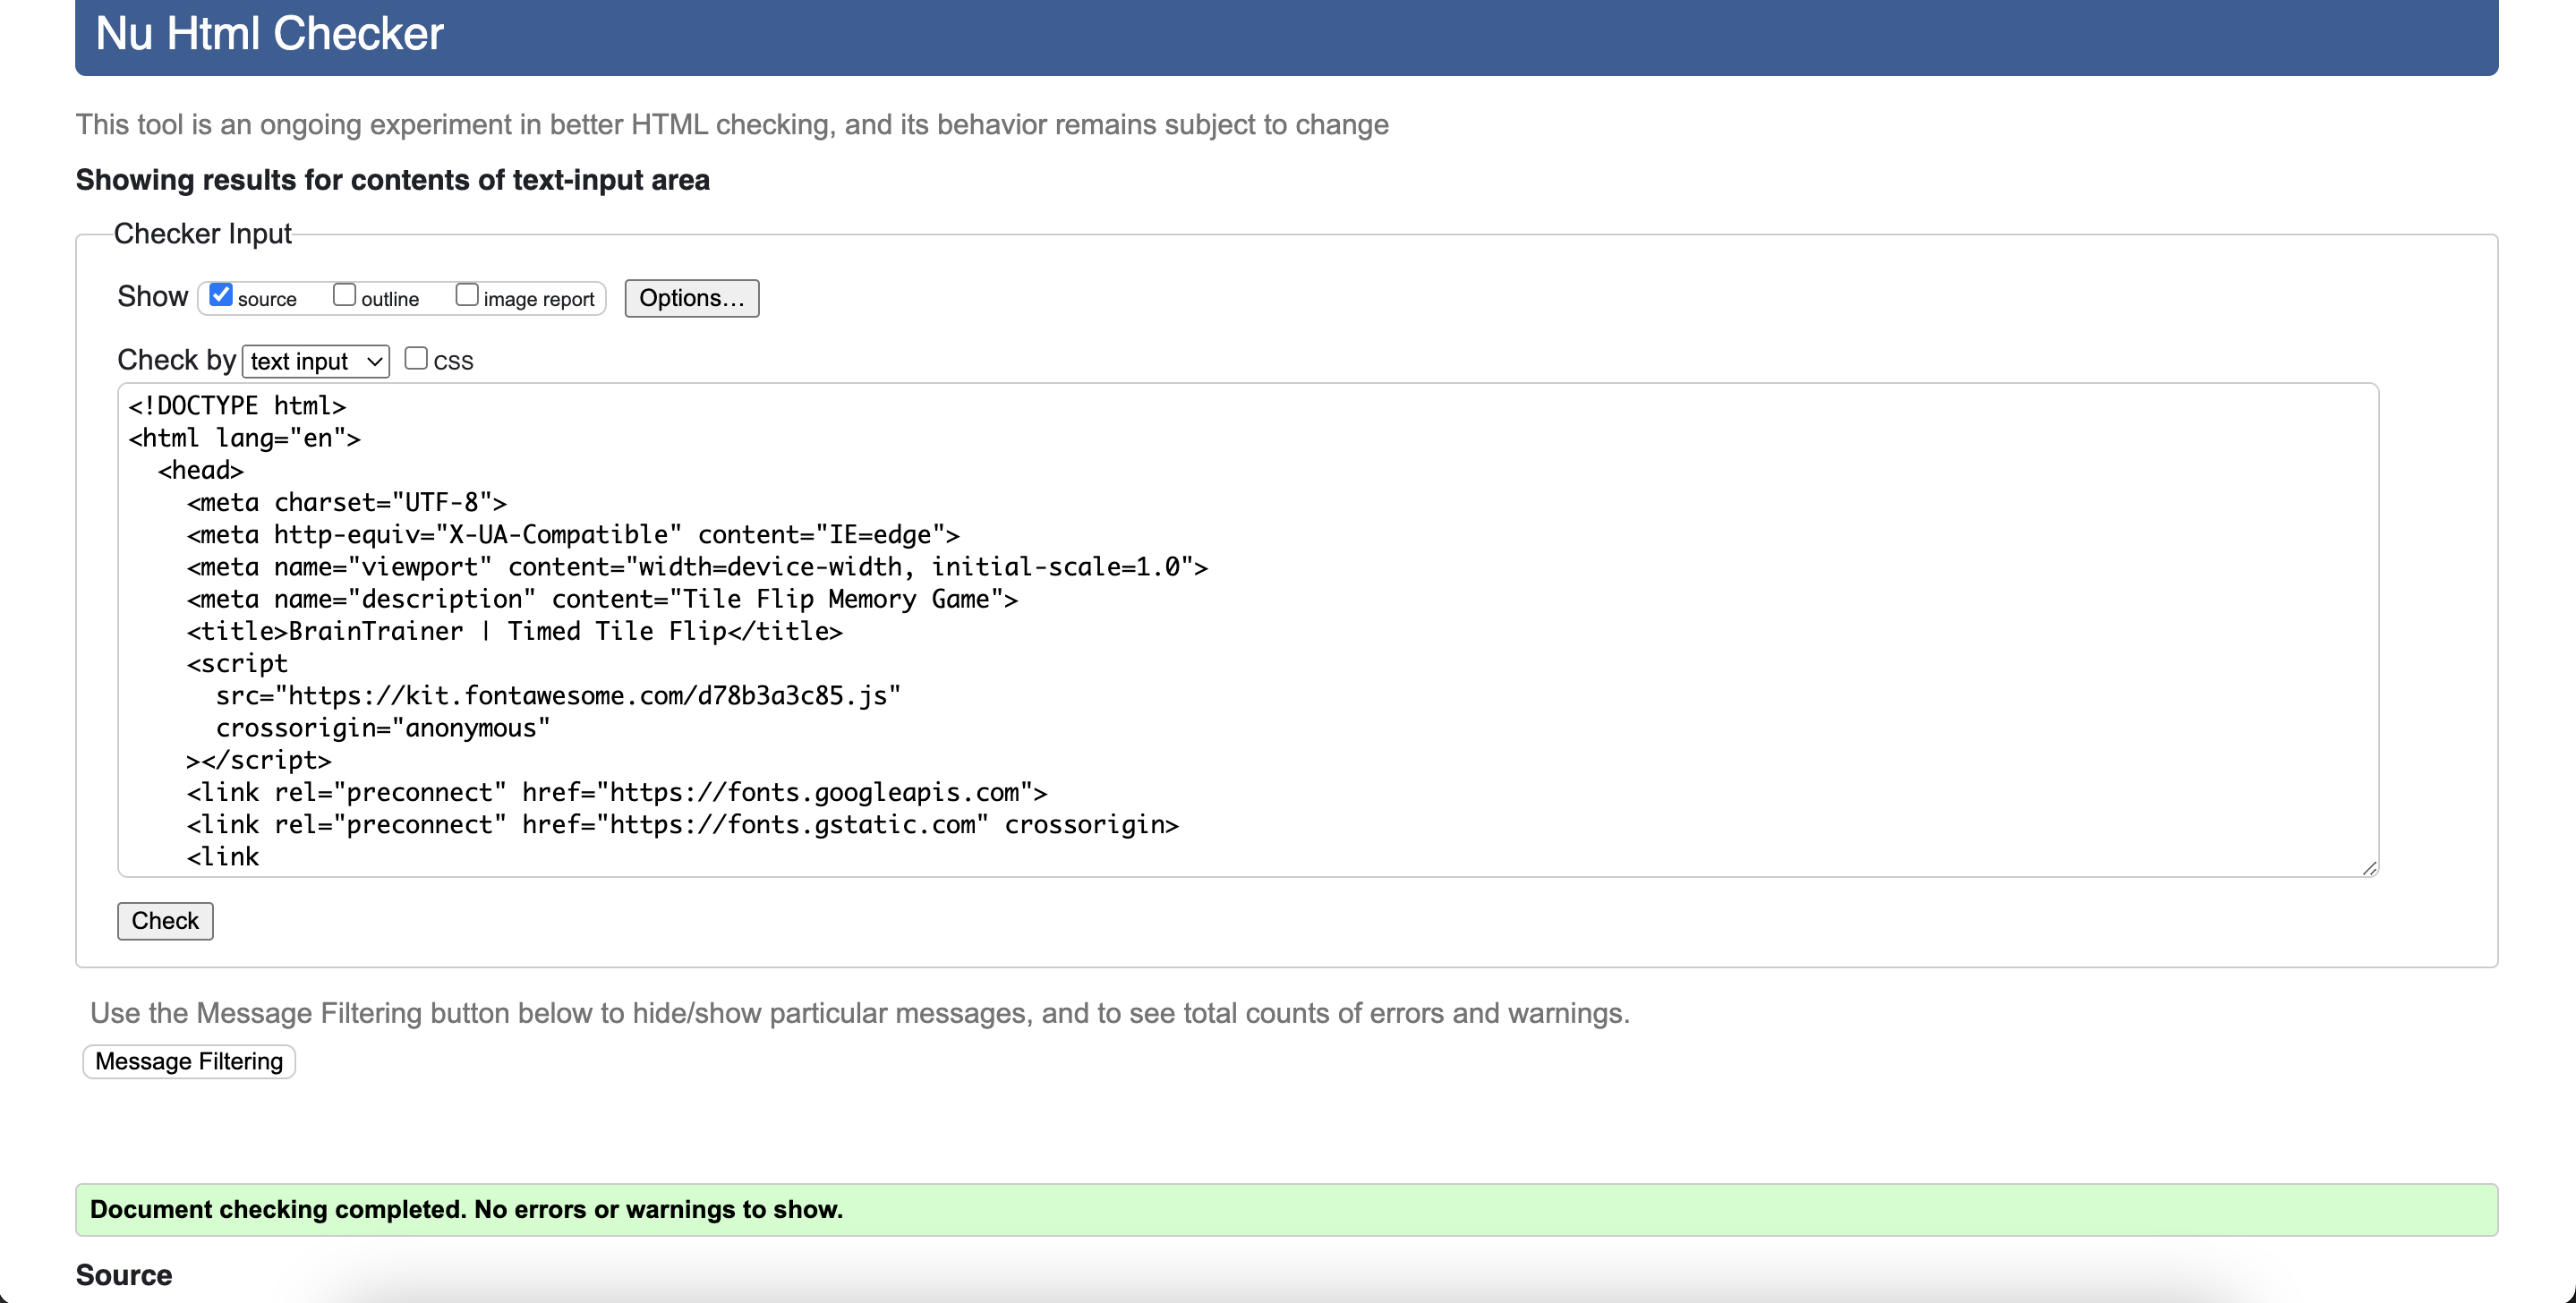 Nu Html Checker
This tool is an ongoing experiment in better HTML checking, and its behavior remains subject to change
Showing results for contents of text-input area
Checker Input
Show source outline image report Options...
Check by text input CSS
<!DOCTYPE html>
<html lang="en">
  <head>
    <meta charset="UTF-8">
    <meta http-equiv="X-UA-Compatible" content="IE=edge">
    <meta name="viewport" content="width=device-width, initial-scale=1.0">
    <meta name="description" content="Tile Flip Memory Game">
    <title>BrainTrainer | Timed Tile Flip</title>
    <script
      src="https://kit.fontawesome.com/d78b3a3c85.js"
      crossorigin="anonymous"
    ></script>
    <link rel="preconnect" href="https://fonts.googleapis.com">
    <link rel="preconnect" href="https://fonts.gstatic.com" crossorigin>
    <link
Check
Use the Message Filtering button below to hide/show particular messages, and to see total counts of errors and warnings.
Message Filtering
Document checking completed. No errors or warnings to show.
Source